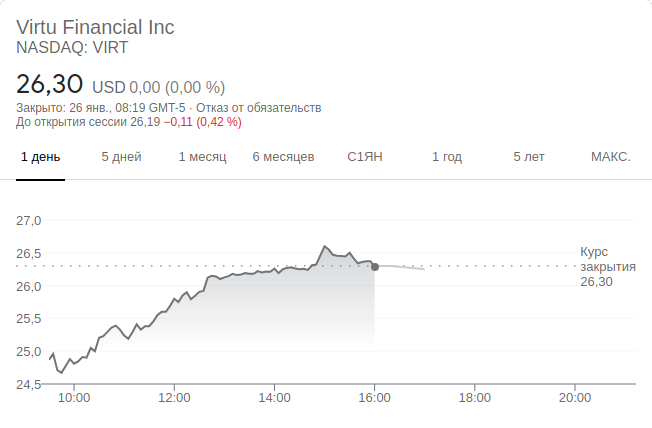 Virtu Financial Inc
NASDAQ: VIRT
26,30 USD 0,00 (0,00 %)
Закрыто: 26 янв., 08:19 GMT-5 · Отказ от обязательств
До открытия сессии 26,19 −0,11 (0,42 %)
1 день 5 дней 1 месяц 6 месяцев С1ЯН 1 год 5 лет МАКС.
27,0
26,5
26,0
25,5
25,0
24,5
Курс
закрытия
26,30
10:00 12:00 14:00 16:00 18:00 20:00